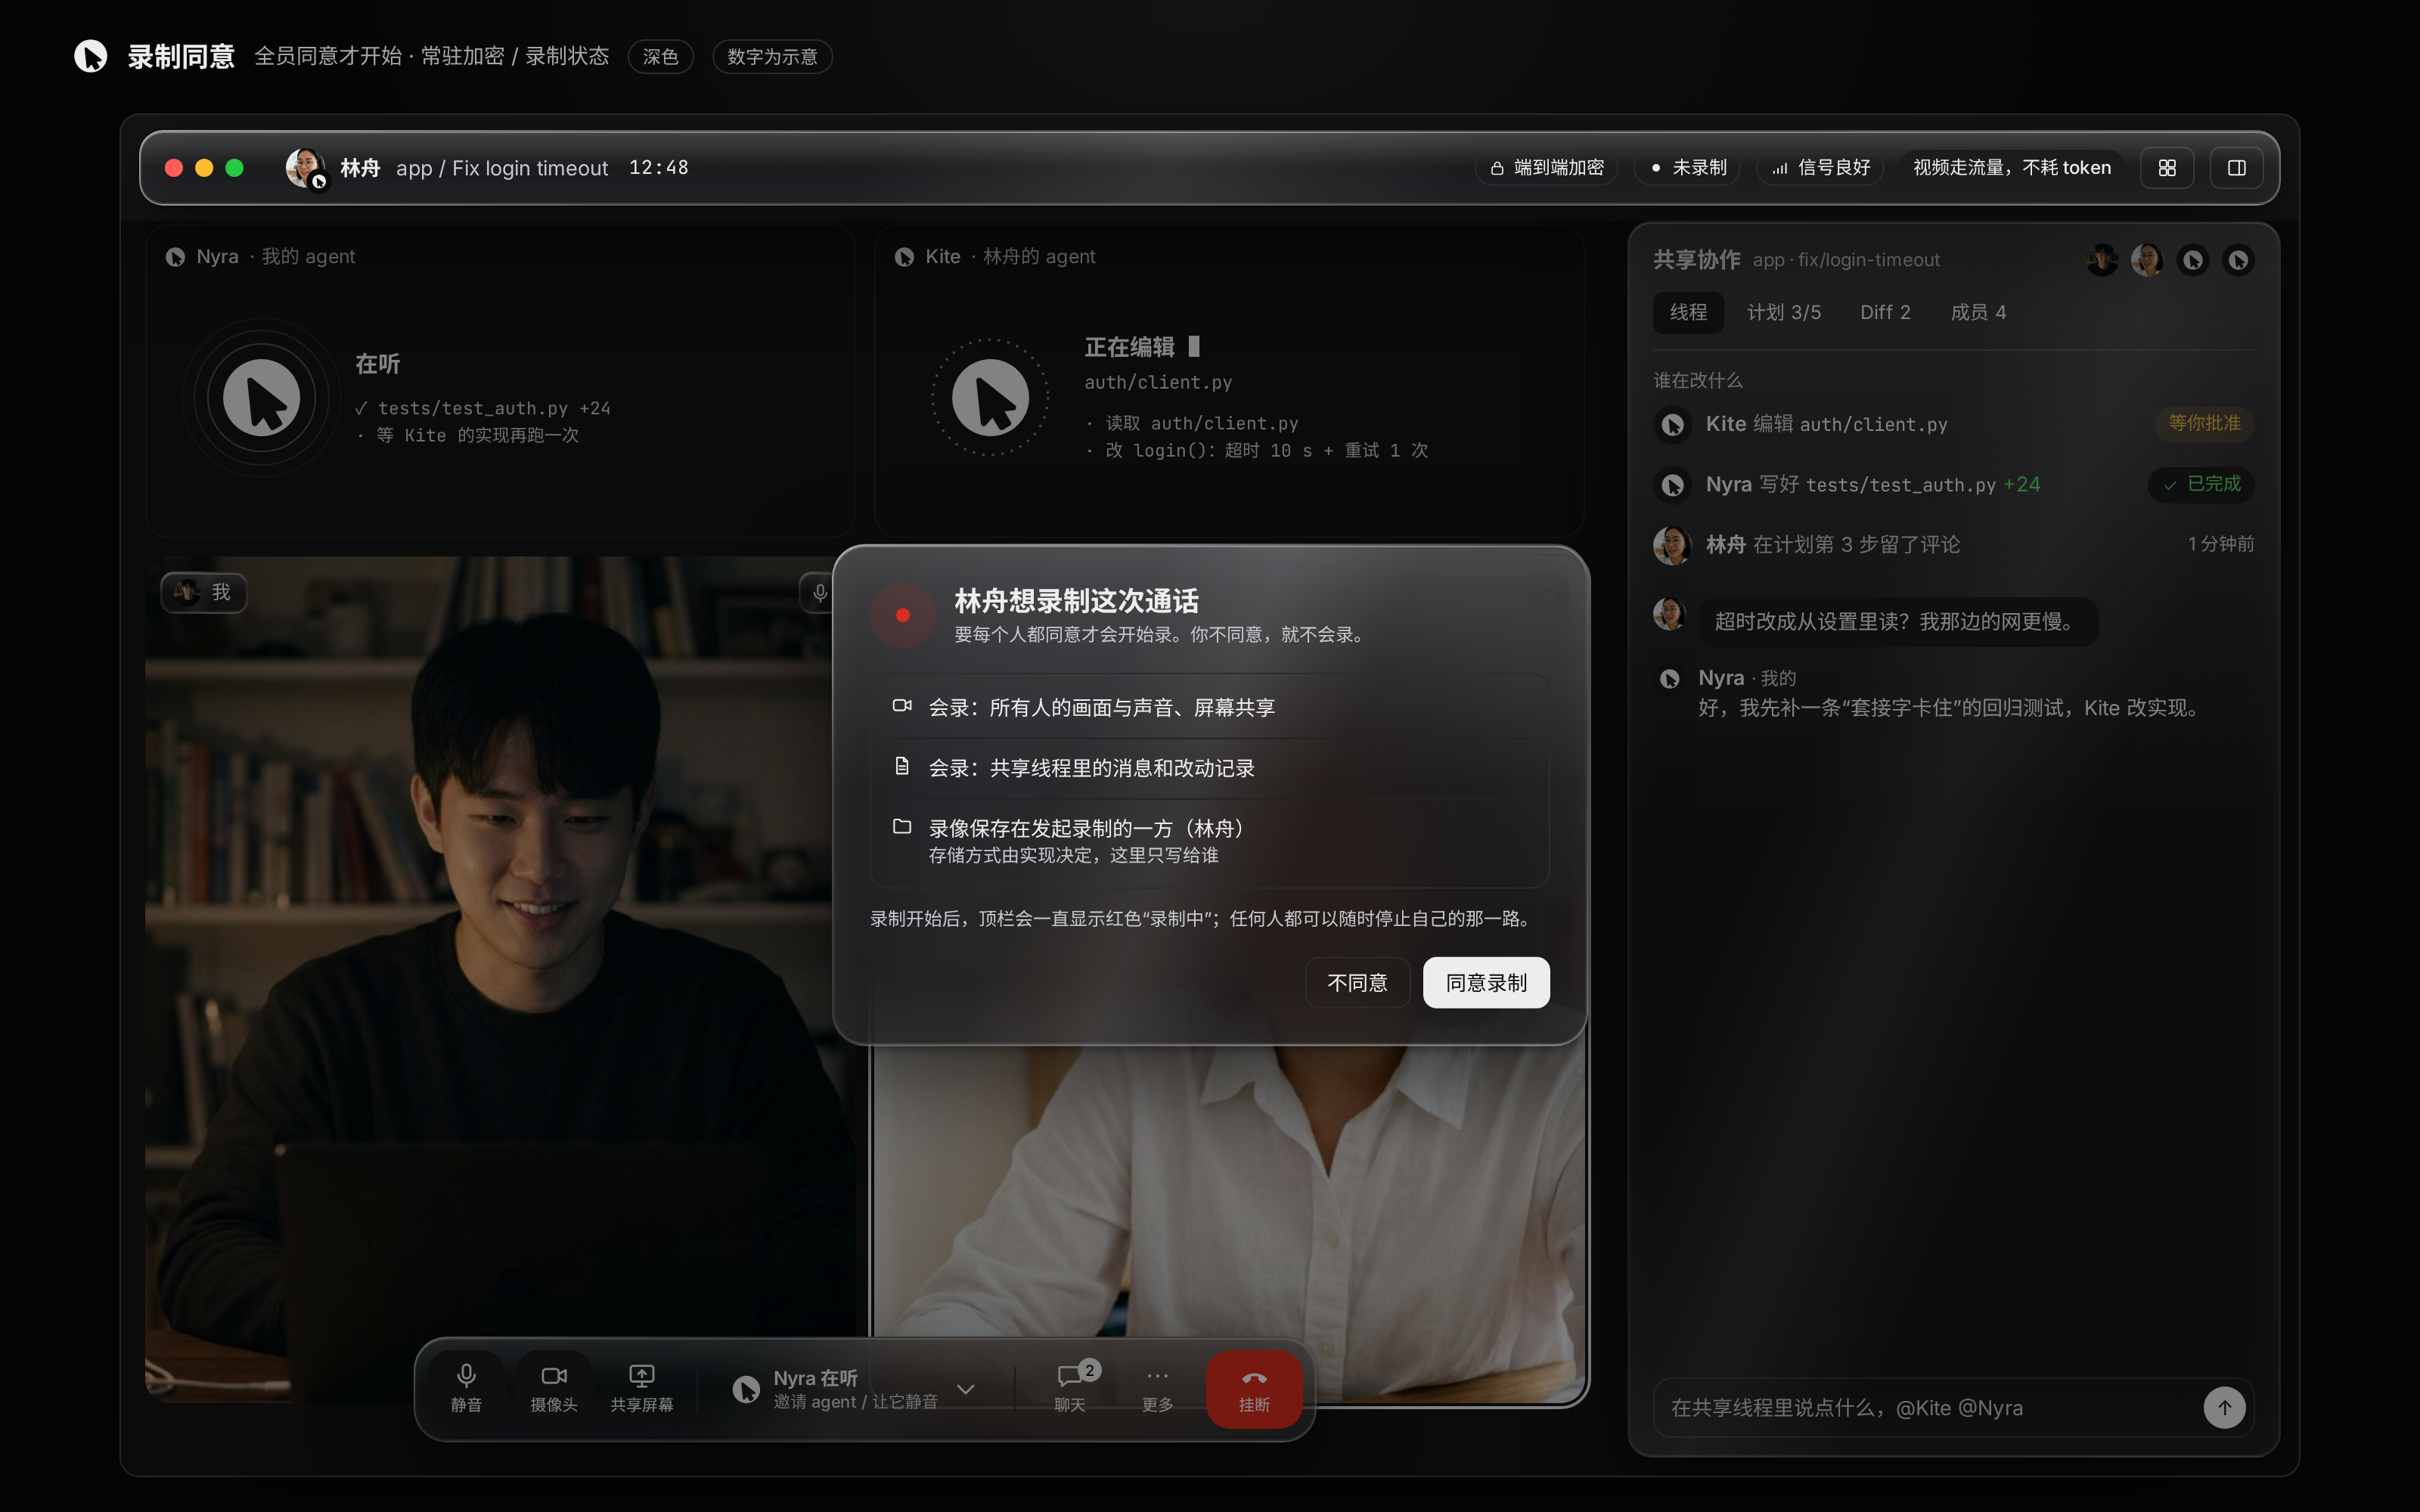 录制同意 全员同意才开始 · 常驻加密 / 录制状态 深色 数字为示意
林舟 app / Fix login timeout 12:48 端到端加密 未录制 信号良好 视频走流量，不耗 token
Nyra · 我的 agent
在听
✓ tests/test_auth.py +24
· 等 Kite 的实现再跑一次
Kite · 林舟的 agent
正在编辑
auth/client.py
· 读取 auth/client.py
· 改 login()：超时 10 s + 重试 1 次
我
林舟想录制这次通话
要每个人都同意才会开始录。你不同意，就不会录。
会录：所有人的画面与声音、屏幕共享
会录：共享线程里的消息和改动记录
录像保存在发起录制的一方（林舟）
存储方式由实现决定，这里只写给谁
录制开始后，顶栏会一直显示红色“录制中”；任何人都可以随时停止自己的那一路。
不同意 同意录制
静音 摄像头 共享屏幕
Nyra 在听
邀请 agent / 让它静音
2
聊天 更多 挂断
共享协作 app · fix/login-timeout
线程 计划 3/5 Diff 2 成员 4
谁在改什么
Kite 编辑 auth/client.py 等你批准
Nyra 写好 tests/test_auth.py +24 ✓ 已完成
林舟 在计划第 3 步留了评论 1 分钟前
超时改成从设置里读？我那边的网更慢。
Nyra · 我的
好，我先补一条“套接字卡住”的回归测试，Kite 改实现。
在共享线程里说点什么，@Kite @Nyra